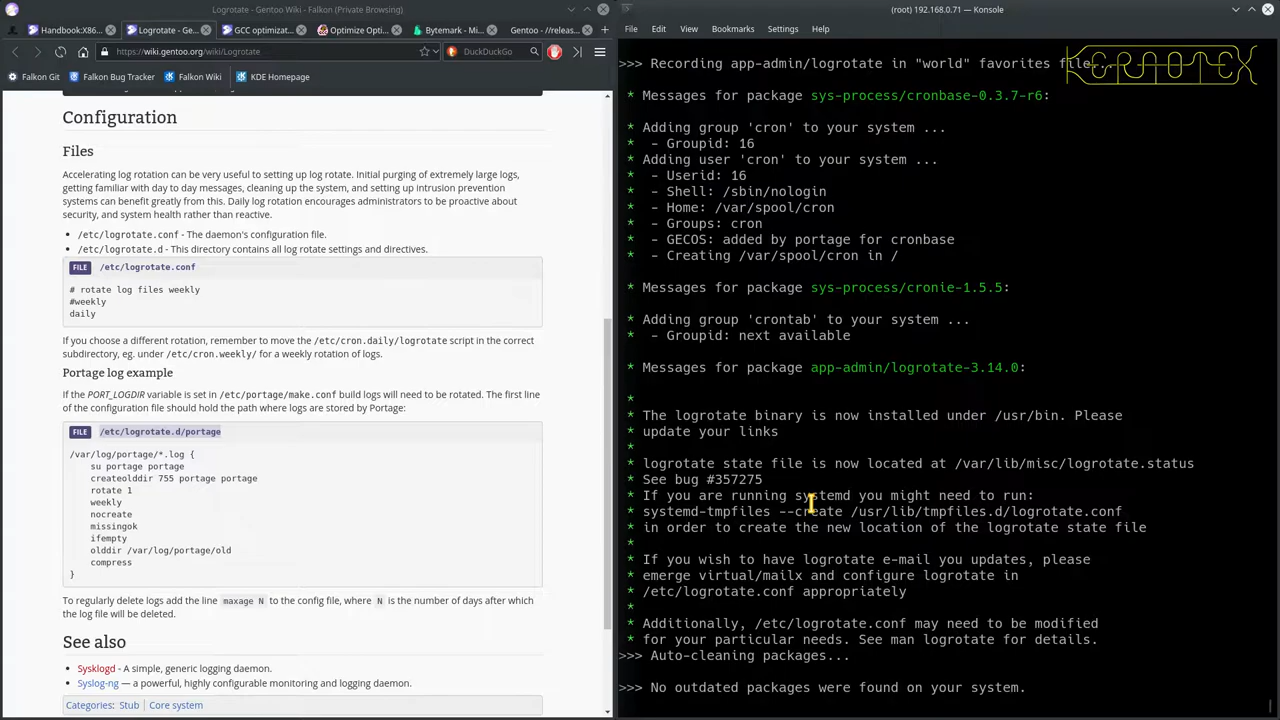 Logrotate - Gentoo Wiki - Falkon (Private Browsing)
Handbook:X86...
Logrotate - Ge...
GCC optimizat...
Optimize Opti...
Bytemark - Mi...
Gentoo - //releas...
https://wiki.gentoo.org/wiki/Logrotate
DuckDuckGo
Falkon Git
Falkon Bug Tracker
Falkon Wiki
KDE Homepage
Configuration
Files
Accelerating log rotation can be very useful to setting up log rotate. Initial purging of extremely large logs,
getting familiar with day to day messages, cleaning up the system, and setting up intrusion prevention
systems can benefit greatly from this. Daily log rotation encourages administrators to be proactive about
security, and system health rather than reactive.
• /etc/logrotate.conf - The daemon's configuration file.
• /etc/logrotate.d - This directory contains all log rotate settings and directives.
FILE /etc/logrotate.conf
# rotate log files weekly
#weekly
daily
If you choose a different rotation, remember to move the /etc/cron.daily/logrotate script in the correct
subdirectory, eg. under /etc/cron.weekly/ for a weekly rotation of logs.
Portage log example
If the PORT_LOGDIR variable is set in /etc/portage/make.conf build logs will need to be rotated. The first line
of the configuration file should hold the path where logs are stored by Portage:
FILE /etc/logrotate.d/portage
/var/log/portage/*.log {
su portage portage
createolddir 755 portage portage
rotate 1
weekly
nocreate
missingok
ifempty
olddir /var/log/portage/old
compress
}
To regularly delete logs add the line maxage N to the config file, where N is the number of days after which
the log file will be deleted.
See also
• Sysklogd - A simple, generic logging daemon.
• Syslog-ng — a powerful, highly configurable monitoring and logging daemon.
Categories: Stub Core system
(root) 192.168.0.71 — Konsole
File Edit View Bookmarks Settings Help
KERAOTEX
>>> Recording app-admin/logrotate in "world" favorites file...
* Messages for package sys-process/cronbase-0.3.7-r6:
* Adding group 'cron' to your system ...
*  - Groupid: 16
* Adding user 'cron' to your system ...
*  - Userid: 16
*  - Shell: /sbin/nologin
*  - Home: /var/spool/cron
*  - Groups: cron
*  - GECOS: added by portage for cronbase
*  - Creating /var/spool/cron in /
* Messages for package sys-process/cronie-1.5.5:
* Adding group 'crontab' to your system ...
*  - Groupid: next available
* Messages for package app-admin/logrotate-3.14.0:
*
* The logrotate binary is now installed under /usr/bin. Please
* update your links
*
* logrotate state file is now located at /var/lib/misc/logrotate.status
* See bug #357275
* If you are running systemd you might need to run:
* systemd-tmpfiles --create /usr/lib/tmpfiles.d/logrotate.conf
* in order to create the new location of the logrotate state file
*
* If you wish to have logrotate e-mail you updates, please
* emerge virtual/mailx and configure logrotate in
* /etc/logrotate.conf appropriately
*
* Additionally, /etc/logrotate.conf may need to be modified
* for your particular needs. See man logrotate for details.
>>> Auto-cleaning packages...
>>> No outdated packages were found on your system.